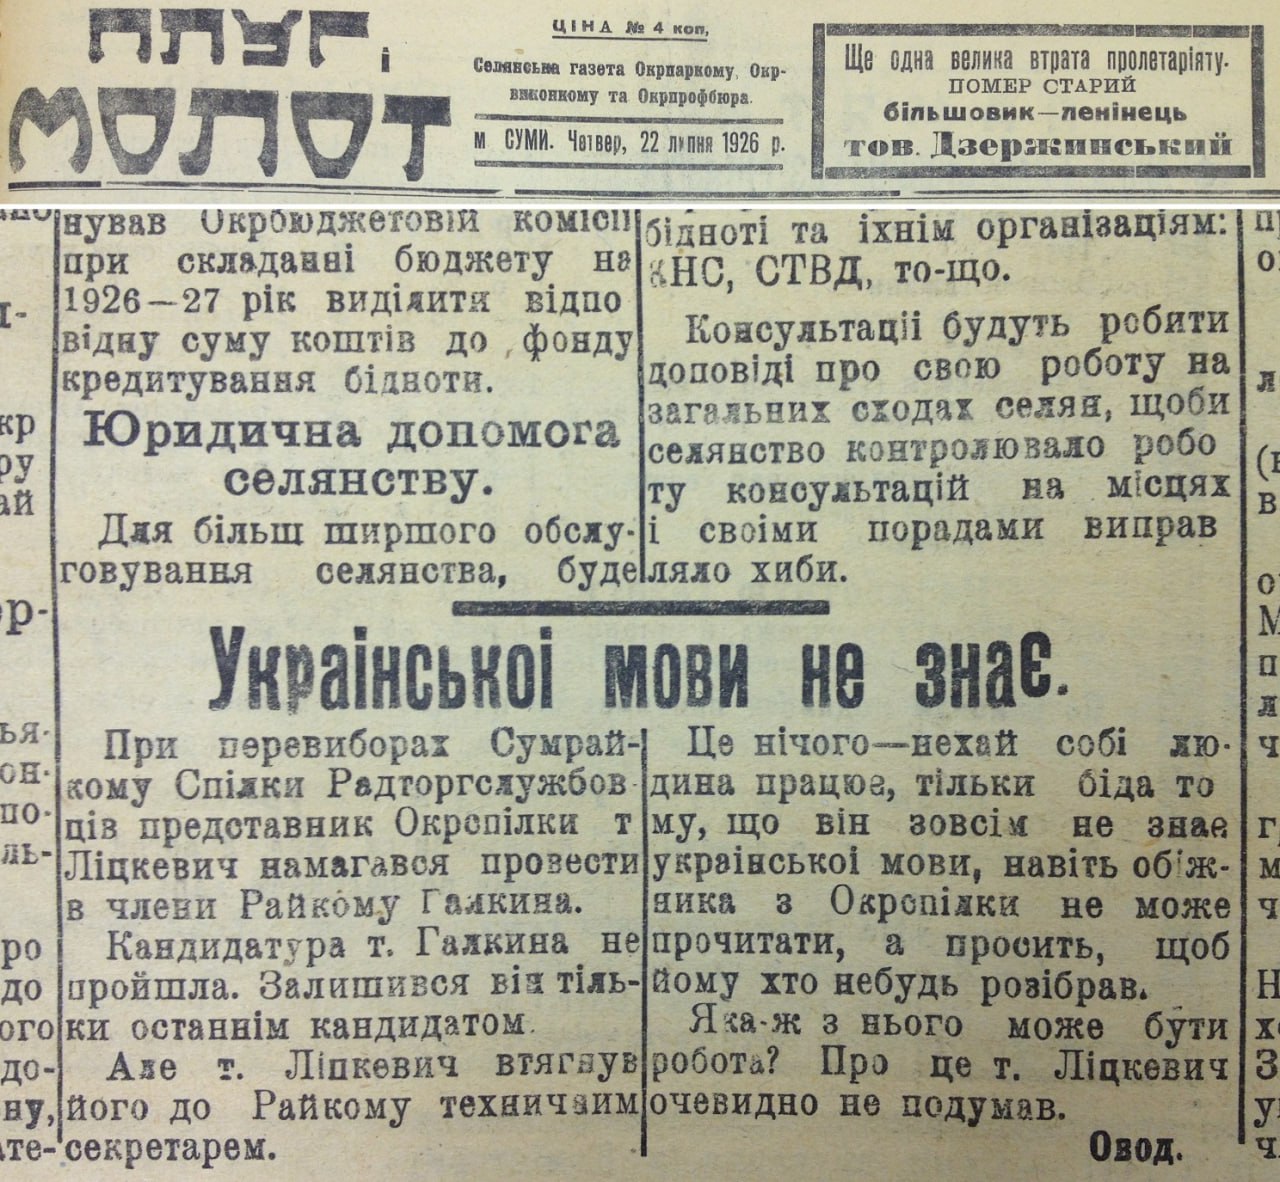 ПЛУГ і
МОЛОТ
ЦІНА № 4 коп.
Селянська газета Окрпаркому, Окр-
виконкому та Окрпрофбюра.
м СУМИ. Четвер, 22 липня 1926 р.
Ще одна велика втрата пролетаріяту.
ПОМЕР СТАРИЙ
більшовик—ленінець
тов. Дзержинський
нував Окрбюджетовій комісії
при складанні бюджету на
1926—27 рік виділити відпо
відну суму коштів до фонду
кредитування бідноти.
Юридична допомога
селянству.
Для більш ширшого обслу-
говування селянства, буде
бідноті та їхнім організаціям:
КНС, СТВД, то-що.
Консультаціі будуть робити
доповіді про свою роботу на
загальних сходах селян, щоби
селянство контролювало робо
ту консультацій на місцях
і своіми порадами виправ
ляло хиби.
Украінськоі мови не знає.
При перевиборах Сумрай-
кому Спілки Радторгслужбов
ців представник Окрспілки т
Ліцкевич намагався провести
в члени Райкому Галкина.
Кандидатура т. Галкина не
пройшла. Залишився він тіль-
ки останнім кандидатом.
Але т. Ліцкевич втягнув
його до Райкому техничним
секретарем.
Це нічого—нехай собі лю-
дина працює, тільки біда то
му, що він зовсім не знає
украінськоі мови, навіть обіж-
ника з Окрспілки не може
прочитати, а просить, щоб
йому хто небудь розібрав.
Яка-ж з нього може бути
робота? Про це т. Ліцкевич
очевидно не подумав.
Овод.